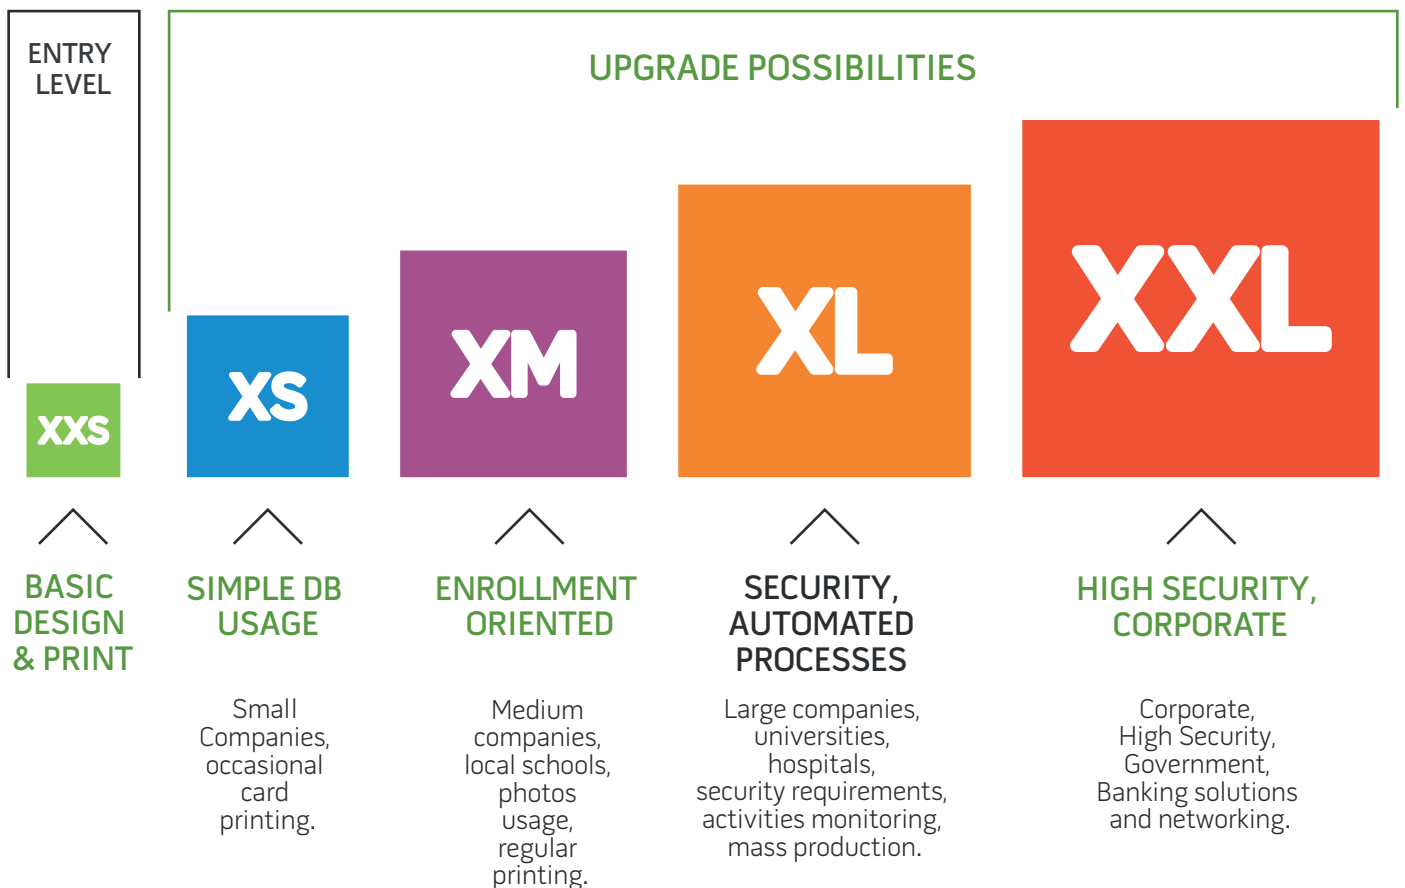 ENTRY
LEVEL
UPGRADE POSSIBILITIES
XXS
XS
XM
XL
XXL
BASIC
DESIGN
& PRINT
SIMPLE DB
USAGE
Small
Companies,
occasional
card
printing.
ENROLLMENT
ORIENTED
Medium
companies,
local schools,
photos
usage,
regular
printing.
SECURITY,
AUTOMATED
PROCESSES
Large companies,
universities,
hospitals,
security requirements,
activities monitoring,
mass production.
HIGH SECURITY,
CORPORATE
Corporate,
High Security,
Government,
Banking solutions
and networking.